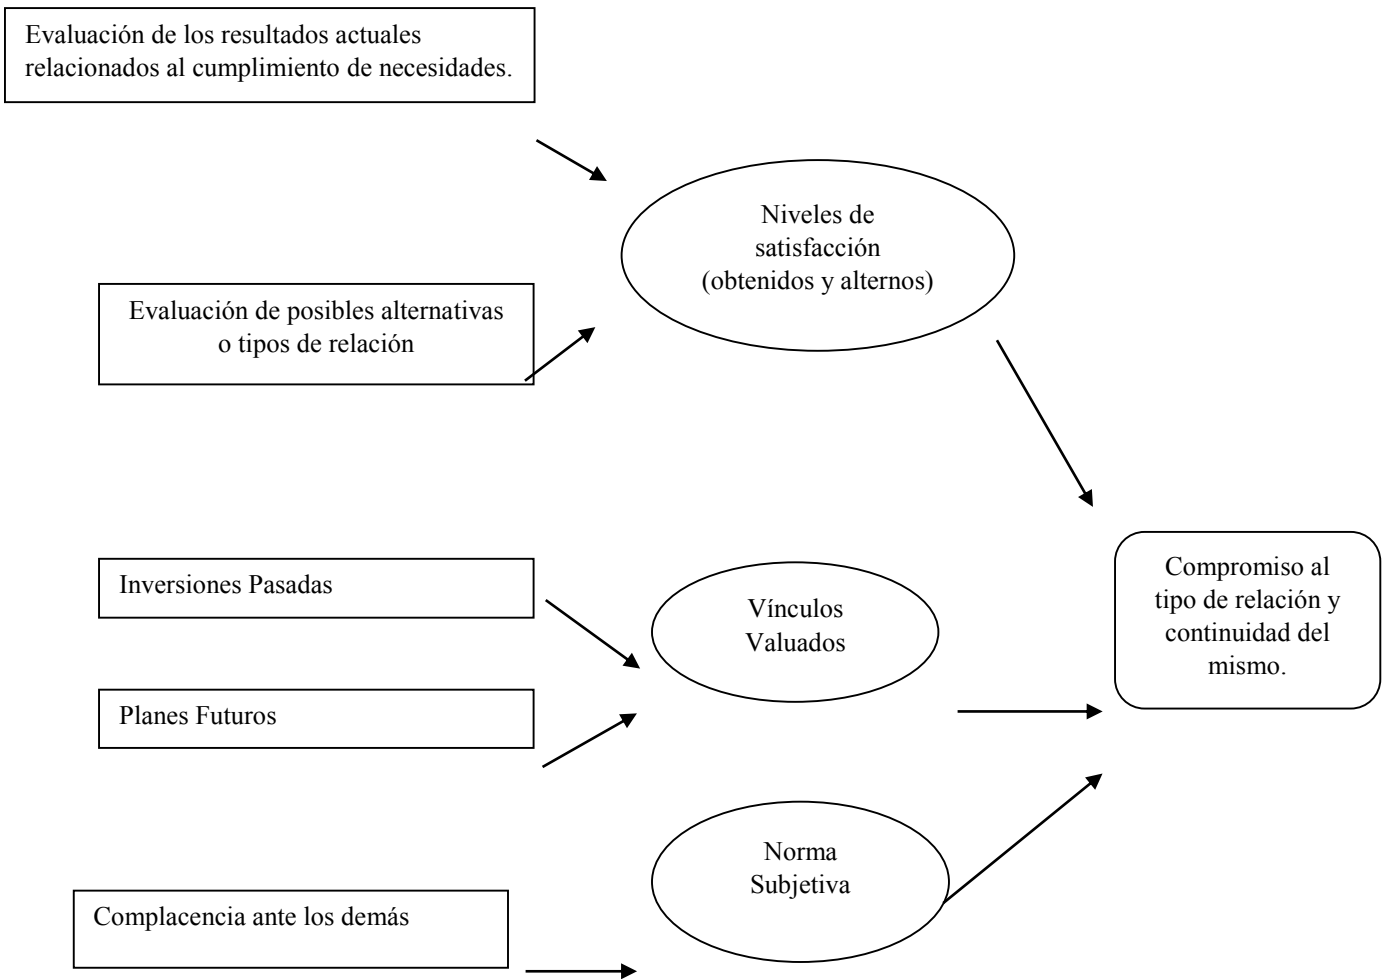 Evaluación de los resultados actuales
relacionados al cumplimiento de necesidades.
Niveles de
satisfacción
(obtenidos y alternos)
Evaluación de posibles alternativas
o tipos de relación
Inversiones Pasadas
Vínculos
Valuados
Compromiso al
tipo de relación y
continuidad del
mismo.
Planes Futuros
Norma
Subjetiva
Complacencia ante los demás